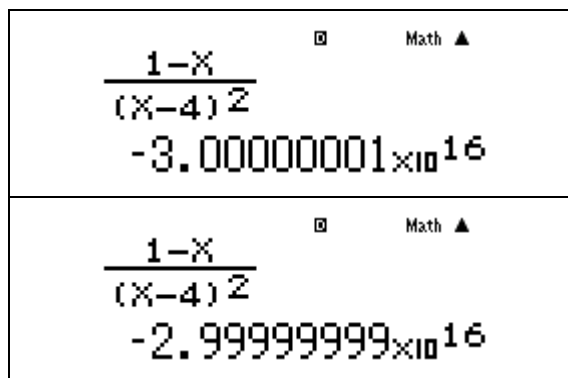 D Math ▲
1-X
(X-4)²
-3.00000001×10¹⁶
D Math ▲
1-X
(X-4)²
-2.99999999×10¹⁶